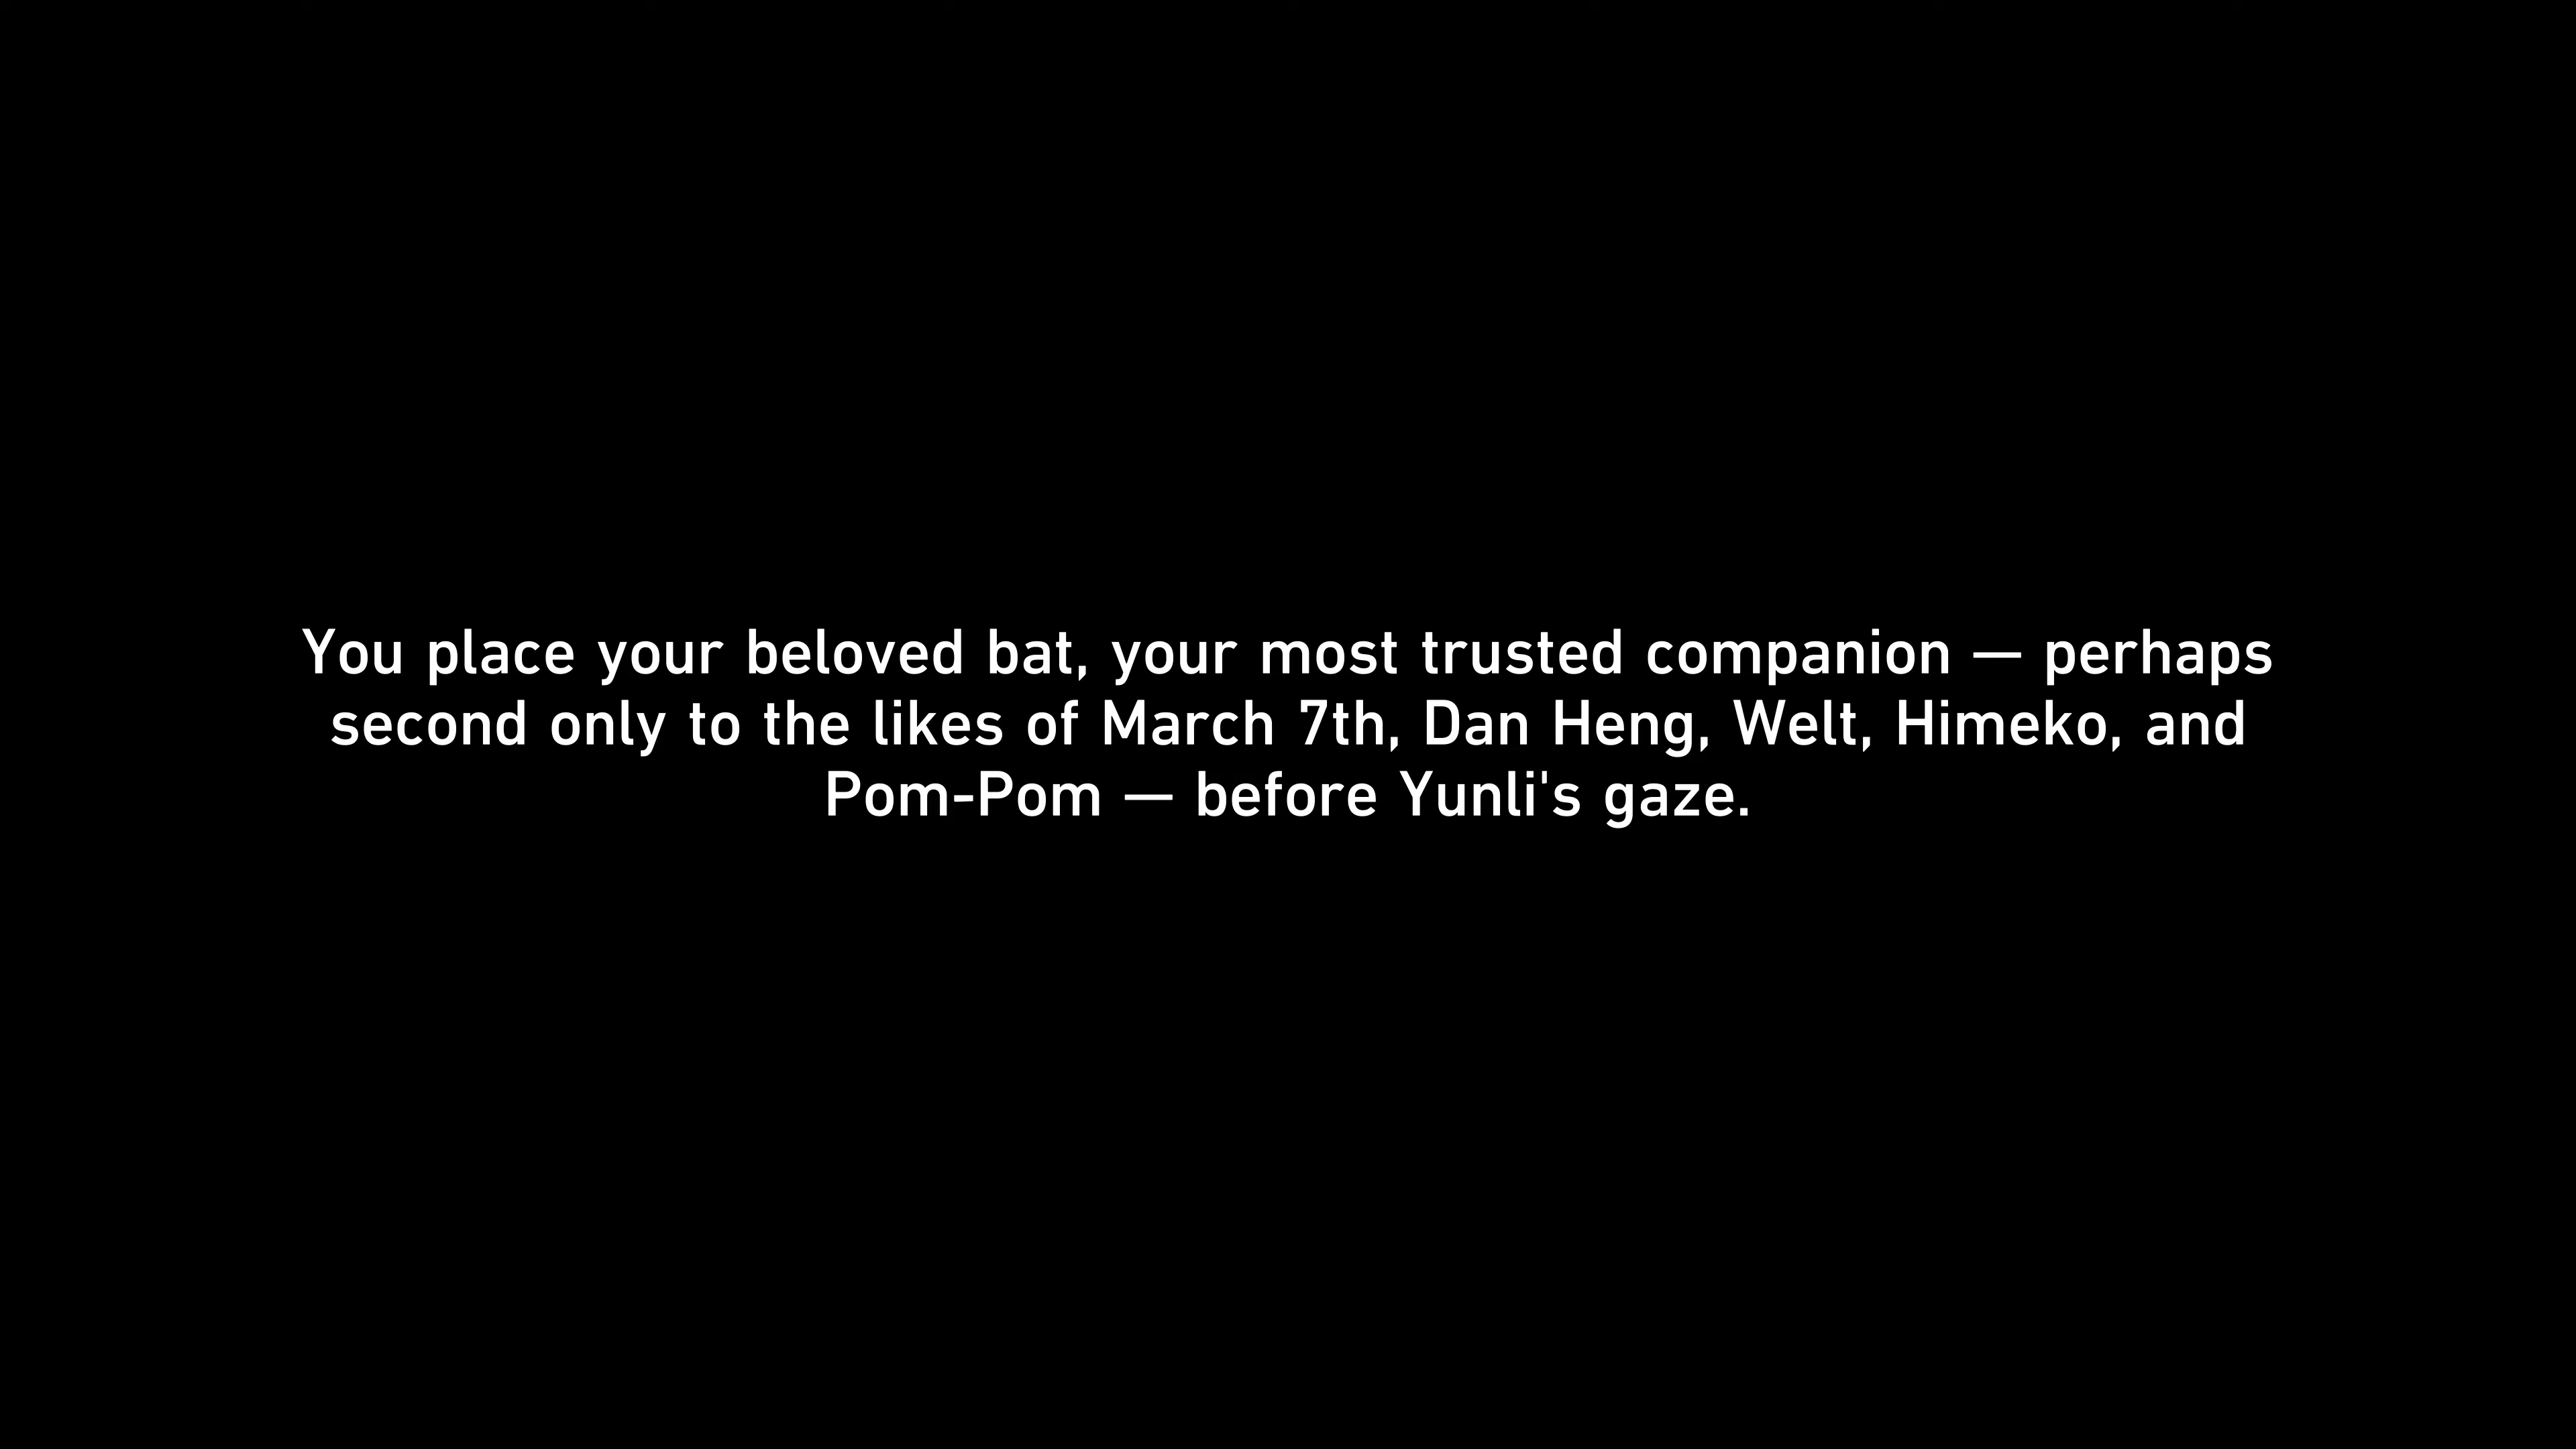 You place your beloved bat, your most trusted companion — perhaps
second only to the likes of March 7th, Dan Heng, Welt, Himeko, and
Pom-Pom — before Yunli's gaze.